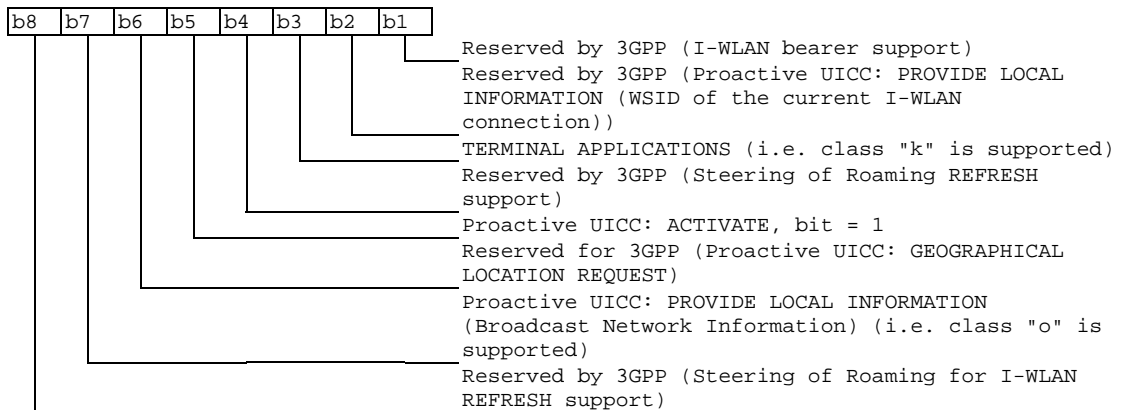 b8 b7 b6 b5 b4 b3 b2 b1
Reserved by 3GPP (I-WLAN bearer support)
Reserved by 3GPP (Proactive UICC: PROVIDE LOCAL
INFORMATION (WSID of the current I-WLAN
connection))
TERMINAL APPLICATIONS (i.e. class "k" is supported)
Reserved by 3GPP (Steering of Roaming REFRESH
support)
Proactive UICC: ACTIVATE, bit = 1
Reserved for 3GPP (Proactive UICC: GEOGRAPHICAL
LOCATION REQUEST)
Proactive UICC: PROVIDE LOCAL INFORMATION
(Broadcast Network Information) (i.e. class "o" is
supported)
Reserved by 3GPP (Steering of Roaming for I-WLAN
REFRESH support)